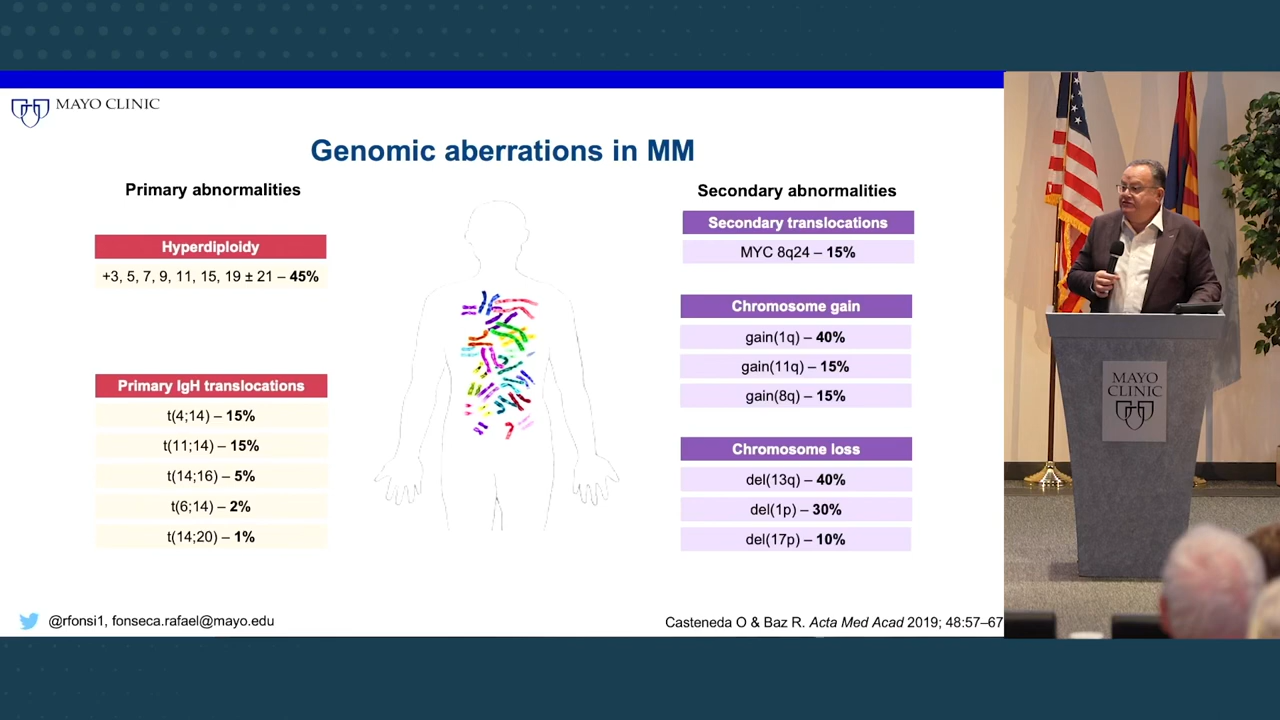 MAYO CLINIC
Genomic aberrations in MM
Primary abnormalities
Hyperdiploidy
+3, 5, 7, 9, 11, 15, 19 ± 21 – 45%
Primary IgH translocations
t(4;14) – 15%
t(11;14) – 15%
t(14;16) – 5%
t(6;14) – 2%
t(14;20) – 1%
Secondary abnormalities
Secondary translocations
MYC 8q24 – 15%
Chromosome gain
gain(1q) – 40%
gain(11q) – 15%
gain(8q) – 15%
Chromosome loss
del(13q) – 40%
del(1p) – 30%
del(17p) – 10%
@rfonsi1, fonseca.rafael@mayo.edu
Casteneda O & Baz R. Acta Med Acad 2019; 48:57–67
MAYO
CLINIC